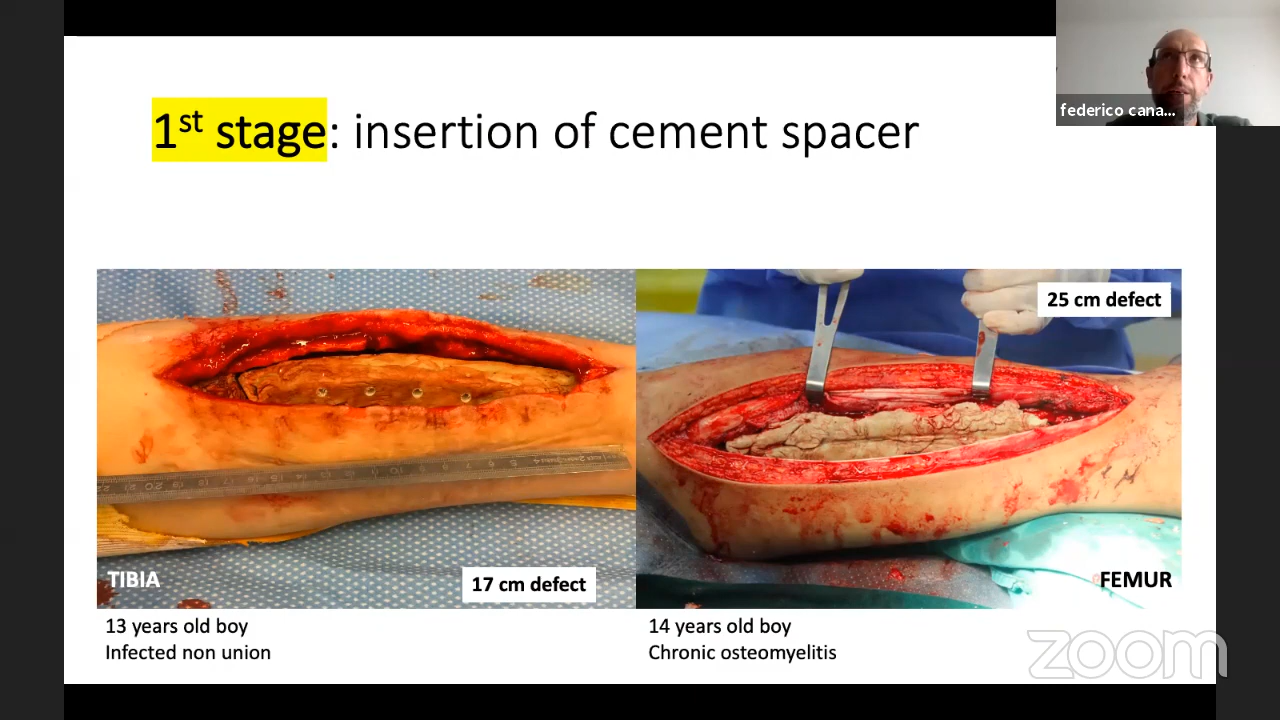 federico cana...
1st stage: insertion of cement spacer
25 cm defect
TIBIA
17 cm defect
FEMUR
13 years old boy
Infected non union
14 years old boy
Chronic osteomyelitis
zoom